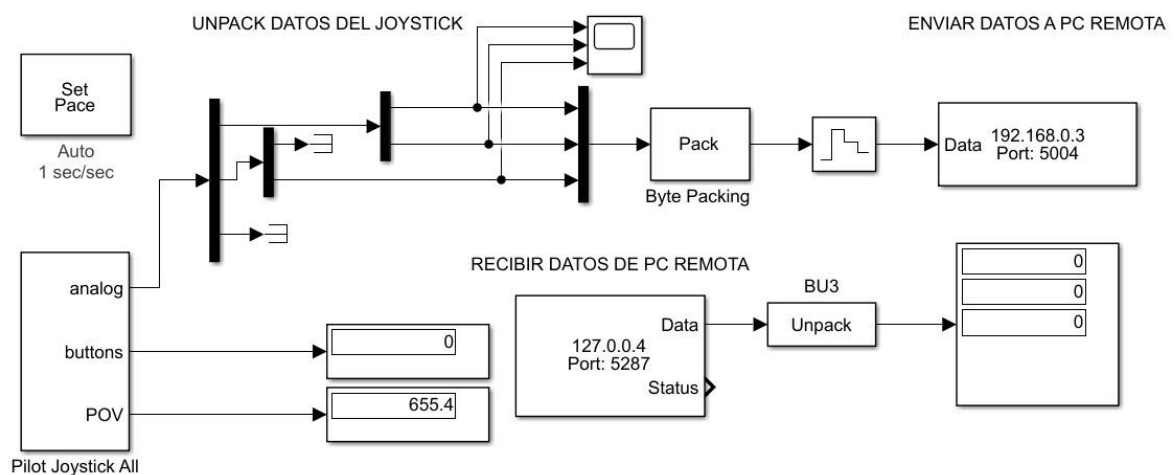 UNPACK DATOS DEL JOYSTICK
ENVIAR DATOS A PC REMOTA
Set
Pace
Auto
1 sec/sec
Pack
Byte Packing
Data
192.168.0.3
Port: 5004
analog
buttons
POV
Pilot Joystick All
0
655.4
RECIBIR DATOS DE PC REMOTA
127.0.0.4
Port: 5287
Data
Status
BU3
Unpack
0
0
0